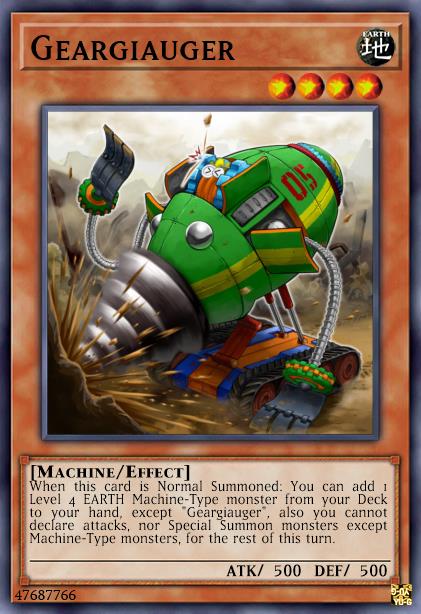 GEARGIAUGER
EARTH
地
05
[MACHINE/EFFECT]
When this card is Normal Summoned: You can add 1
Level 4 EARTH Machine-Type monster from your Deck
to your hand, except "Geargiauger", also you cannot
declare attacks, nor Special Summon monsters except
Machine-Type monsters, for the rest of this turn.
ATK/ 500 DEF/ 500
47687766